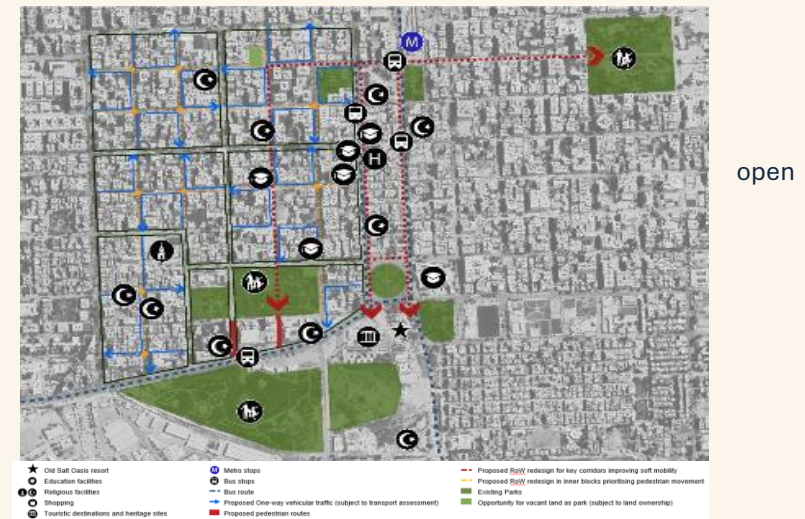 M
H
open
Old Salt Oasis resort
Education facilities
Religious facilities
Shopping
Touristic destinations and heritage sites
M Metro stops
Bus stops
Bus route
Proposed One-way vehicular traffic (subject to transport assessment)
Proposed pedestrian routes
Proposed RoW redesign for key corridors improving soft mobility
Proposed RoW redesign in inner blocks prioritising pedestrian movement
Existing Parks
Opportunity for vacant land as park (subject to land ownership)